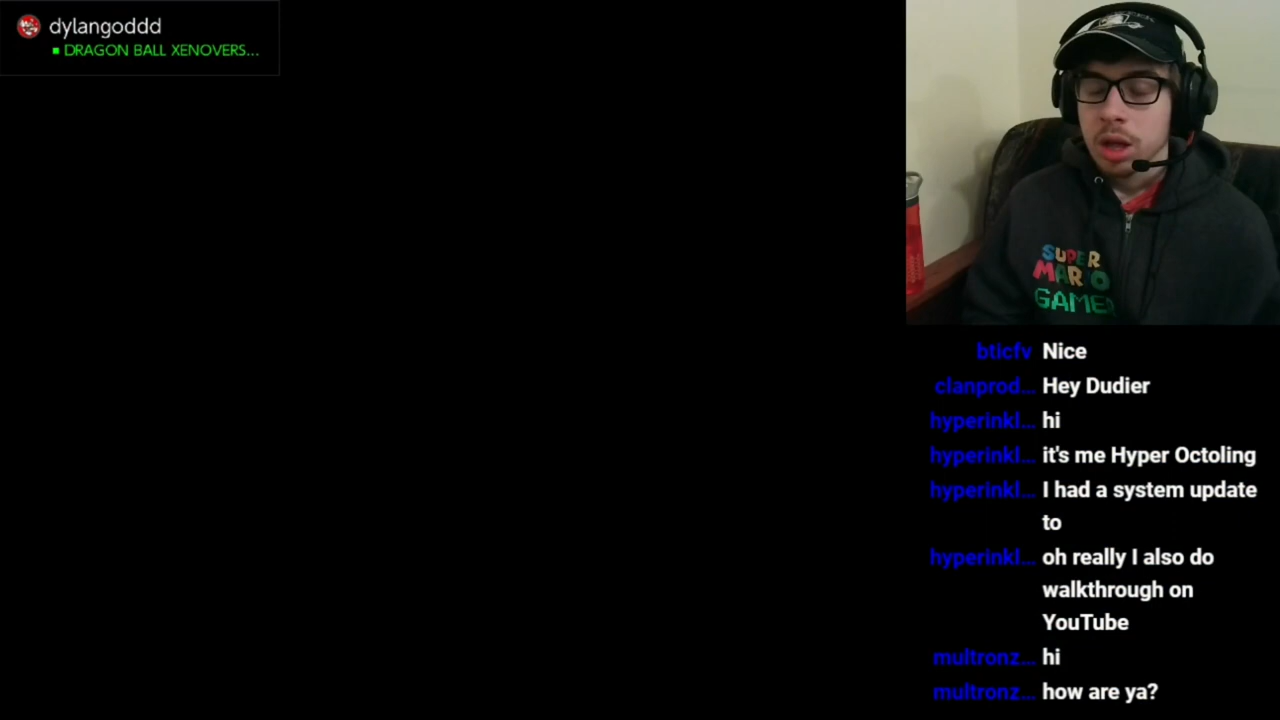 dylangoddd
DRAGON BALL XENOVERS...
SUPER
MARIO
GAMER
bticfv Nice
clanprod... Hey Dudier
hyperinkl... hi
hyperinkl... it's me Hyper Octoling
hyperinkl... I had a system update
to
hyperinkl... oh really I also do
walkthrough on
YouTube
multronz... hi
multronz... how are ya?